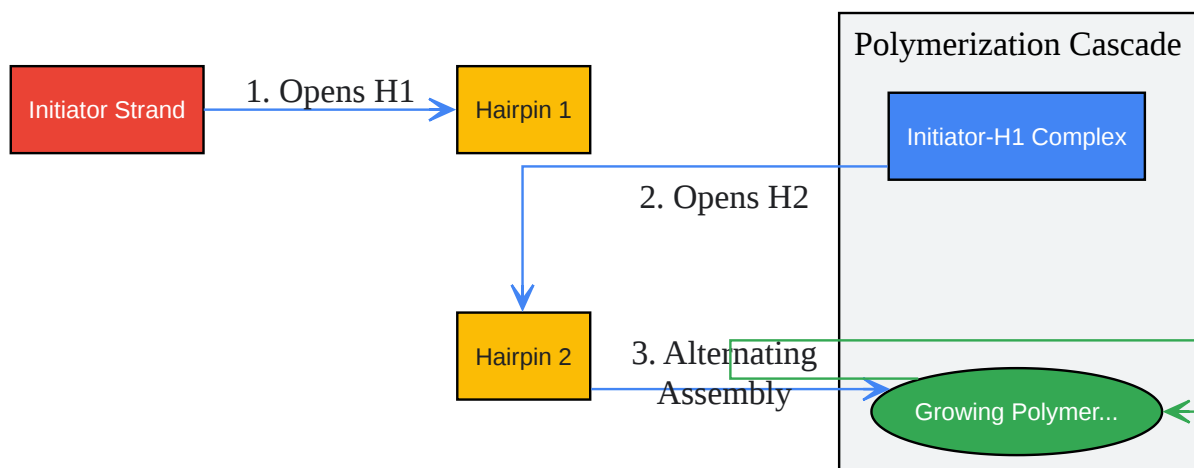 Polymerization Cascade
Initiator Strand
1. Opens H1
Hairpin 1
Initiator-H1 Complex
2. Opens H2
Hairpin 2
3. Alternating
Assembly
Growing Polymer...